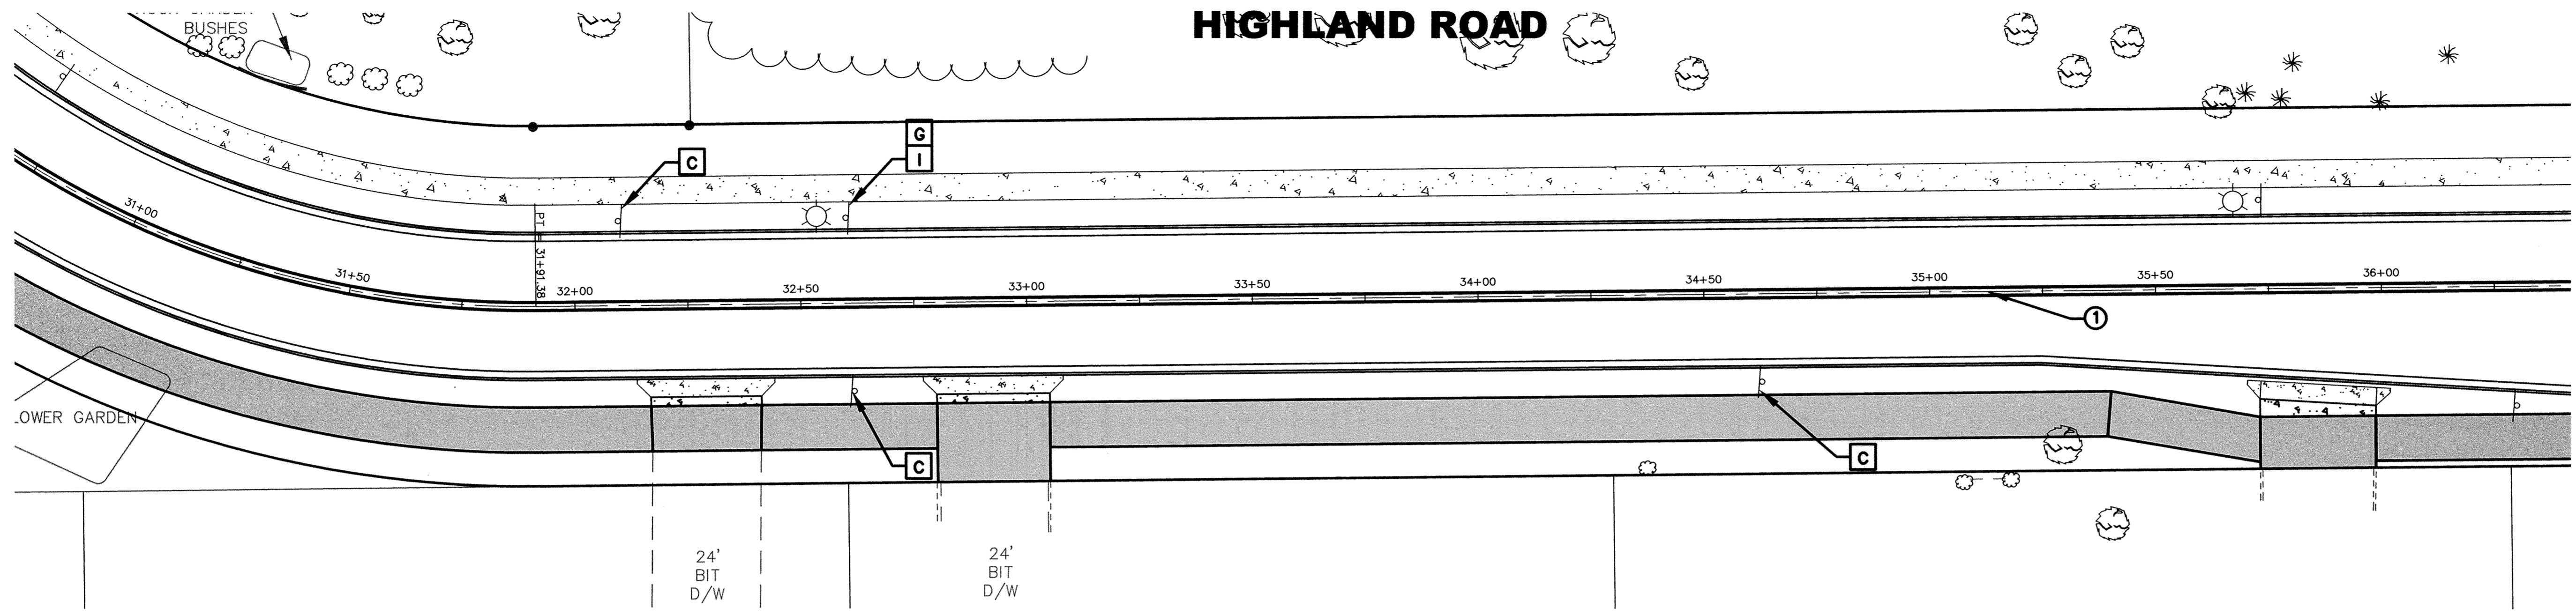 HIGHLAND ROAD
BUSHES
G
I
C
31+00
31+50
PT = 31+91.38
32+00
32+50
33+00
33+50
34+00
34+50
35+00
35+50
36+00
1
LOWER GARDEN
C
C
24'
BIT
D/W
24'
BIT
D/W